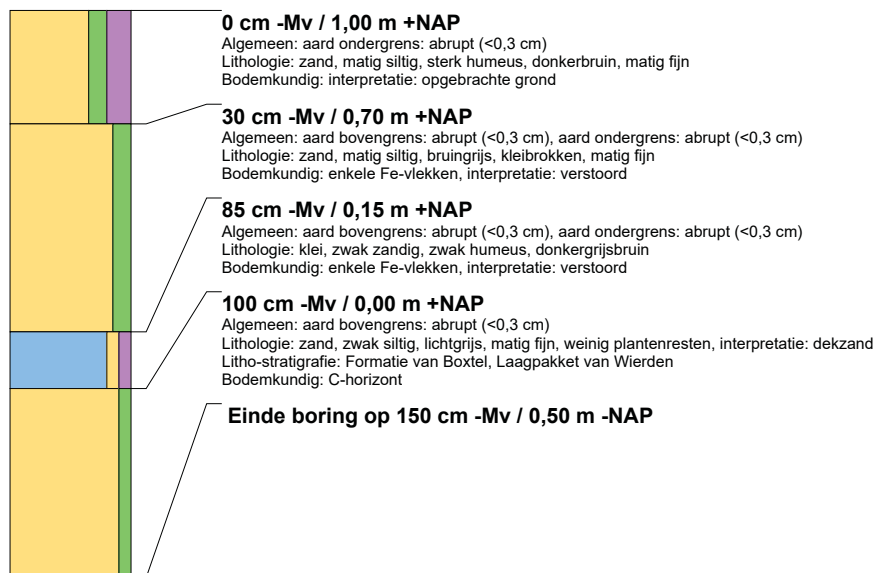 0 cm -Mv / 1,00 m +NAP
Algemeen: aard ondergrens: abrupt (<0,3 cm)
Lithologie: zand, matig siltig, sterk humeus, donkerbruin, matig fijn
Bodemkundig: interpretatie: opgebrachte grond
30 cm -Mv / 0,70 m +NAP
Algemeen: aard bovengrens: abrupt (<0,3 cm), aard ondergrens: abrupt (<0,3 cm)
Lithologie: zand, matig siltig, bruingrijs, kleibrokken, matig fijn
Bodemkundig: enkele Fe-vlekken, interpretatie: verstoord
85 cm -Mv / 0,15 m +NAP
Algemeen: aard bovengrens: abrupt (<0,3 cm), aard ondergrens: abrupt (<0,3 cm)
Lithologie: klei, zwak zandig, zwak humeus, donkergrijsbruin
Bodemkundig: enkele Fe-vlekken, interpretatie: verstoord
100 cm -Mv / 0,00 m +NAP
Algemeen: aard bovengrens: abrupt (<0,3 cm)
Lithologie: zand, zwak siltig, lichtgrijs, matig fijn, weinig plantenresten, interpretatie: dekzand
Litho-stratigrafie: Formatie van Boxtel, Laagpakket van Wierden
Bodemkundig: C-horizont
Einde boring op 150 cm -Mv / 0,50 m -NAP